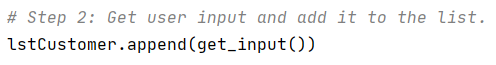 # Step 2: Get user input and add it to the list.
lstCustomer.append(get_input())